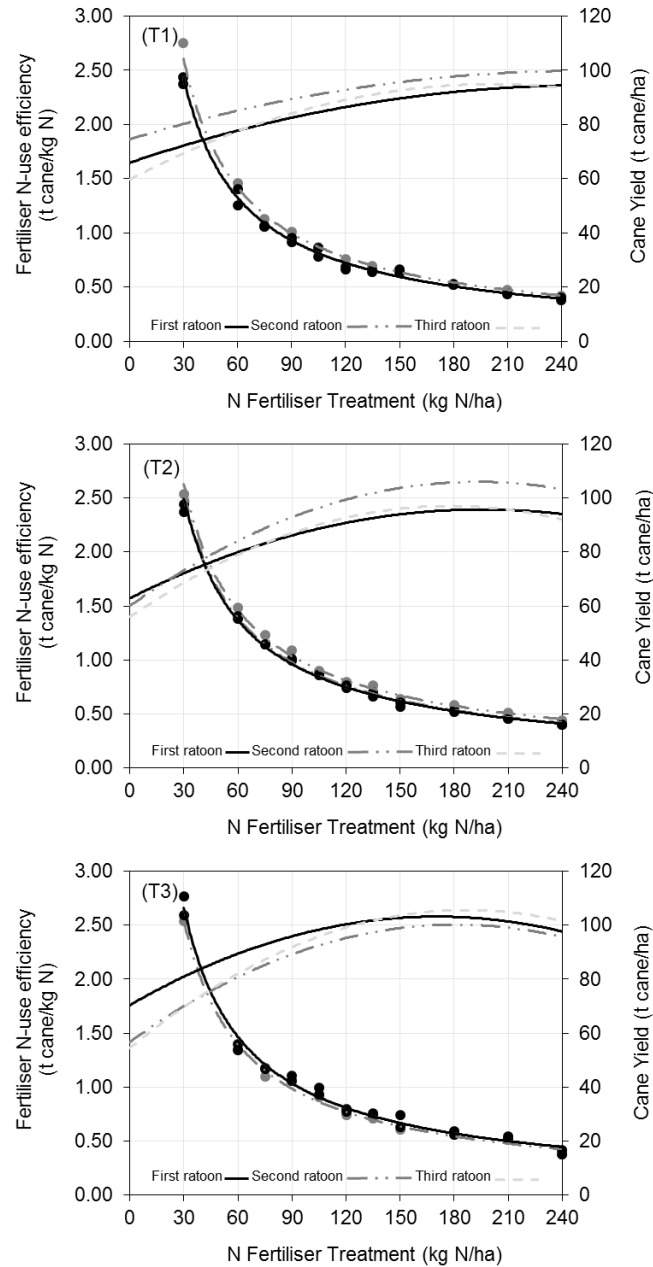 (T1)
Fertiliser N-use efficiency
(t cane/kg N)
3.00
2.50
2.00
1.50
1.00
0.50
0.00
120
100
80
60
40
20
0
Cane Yield (t cane/ha)
First ratoon Second ratoon Third ratoon
0 30 60 90 120 150 180 210 240
N Fertiliser Treatment (kg N/ha)
(T2)
Fertiliser N-use efficiency
(t cane/kg N)
3.00
2.50
2.00
1.50
1.00
0.50
0.00
120
100
80
60
40
20
0
Cane Yield (t cane/ha)
First ratoon Second ratoon Third ratoon
0 30 60 90 120 150 180 210 240
N Fertiliser Treatment (kg N/ha)
(T3)
Fertiliser N-use efficiency
(t cane/kg N)
3.00
2.50
2.00
1.50
1.00
0.50
0.00
120
100
80
60
40
20
0
Cane Yield (t cane/ha)
First ratoon Second ratoon Third ratoon
0 30 60 90 120 150 180 210 240
N Fertiliser Treatment (kg N/ha)